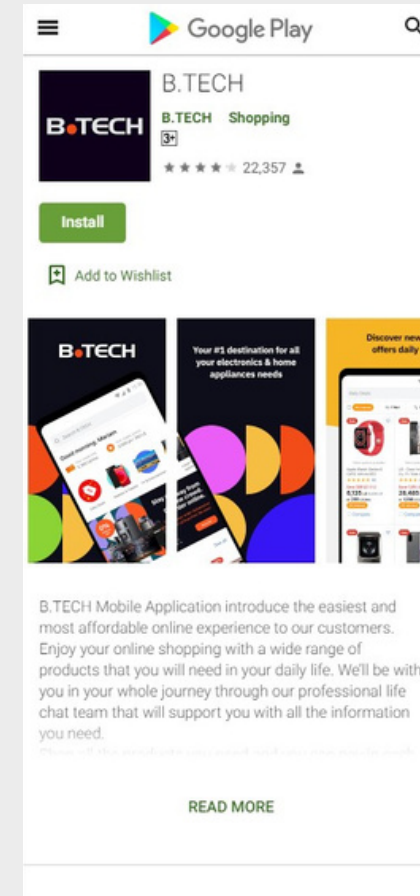 Google Play
B.TECH
B.TECH
B.TECH Shopping
3+
22,357
Install
Add to Wishlist
B.TECH
Good morning, Mariam
Your #1 destination for all
your electronics & home
appliances needs
Discover new
offers daily
B.TECH Mobile Application introduce the easiest and
most affordable online experience to our customers.
Enjoy your online shopping with a wide range of
products that you will need in your daily life. We'll be with
you in your whole journey through our professional life
chat team that will support you with all the information
you need.
READ MORE